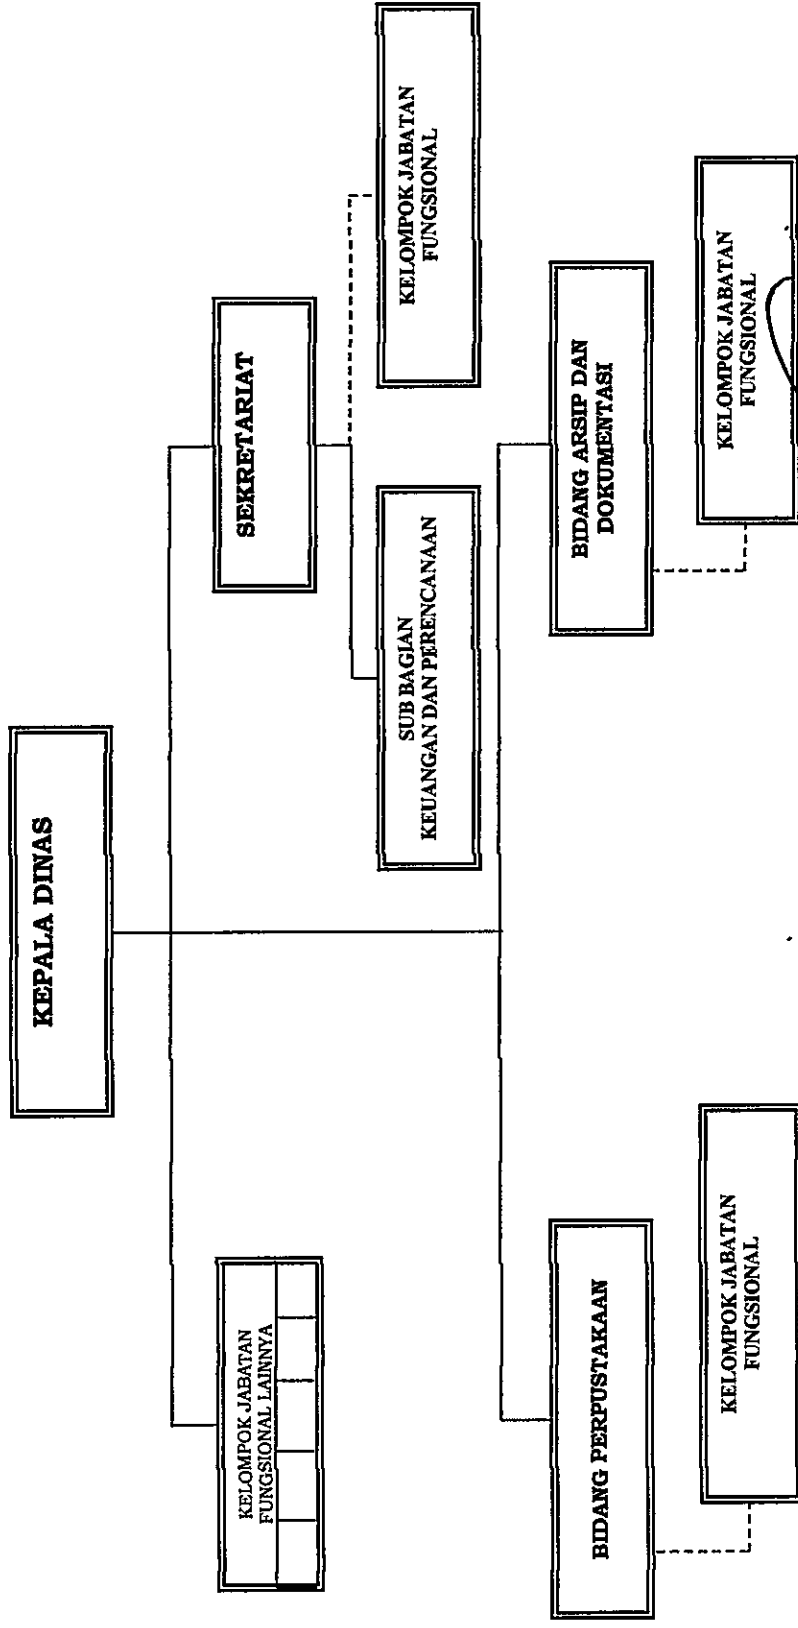 KEPALA DINAS
KELOMPOK JABATAN
FUNGSIONAL LAINNYA
SEKRETARIAT
SUB BAGIAN
KEUANGAN DAN PERENCANAAN
KELOMPOK JABATAN
FUNGSIONAL
BIDANG PERPUSTAKAAN
BIDANG ARSIP DAN
DOKUMENTASI
KELOMPOK JABATAN
FUNGSIONAL
KELOMPOK JABATAN
FUNGSIONAL